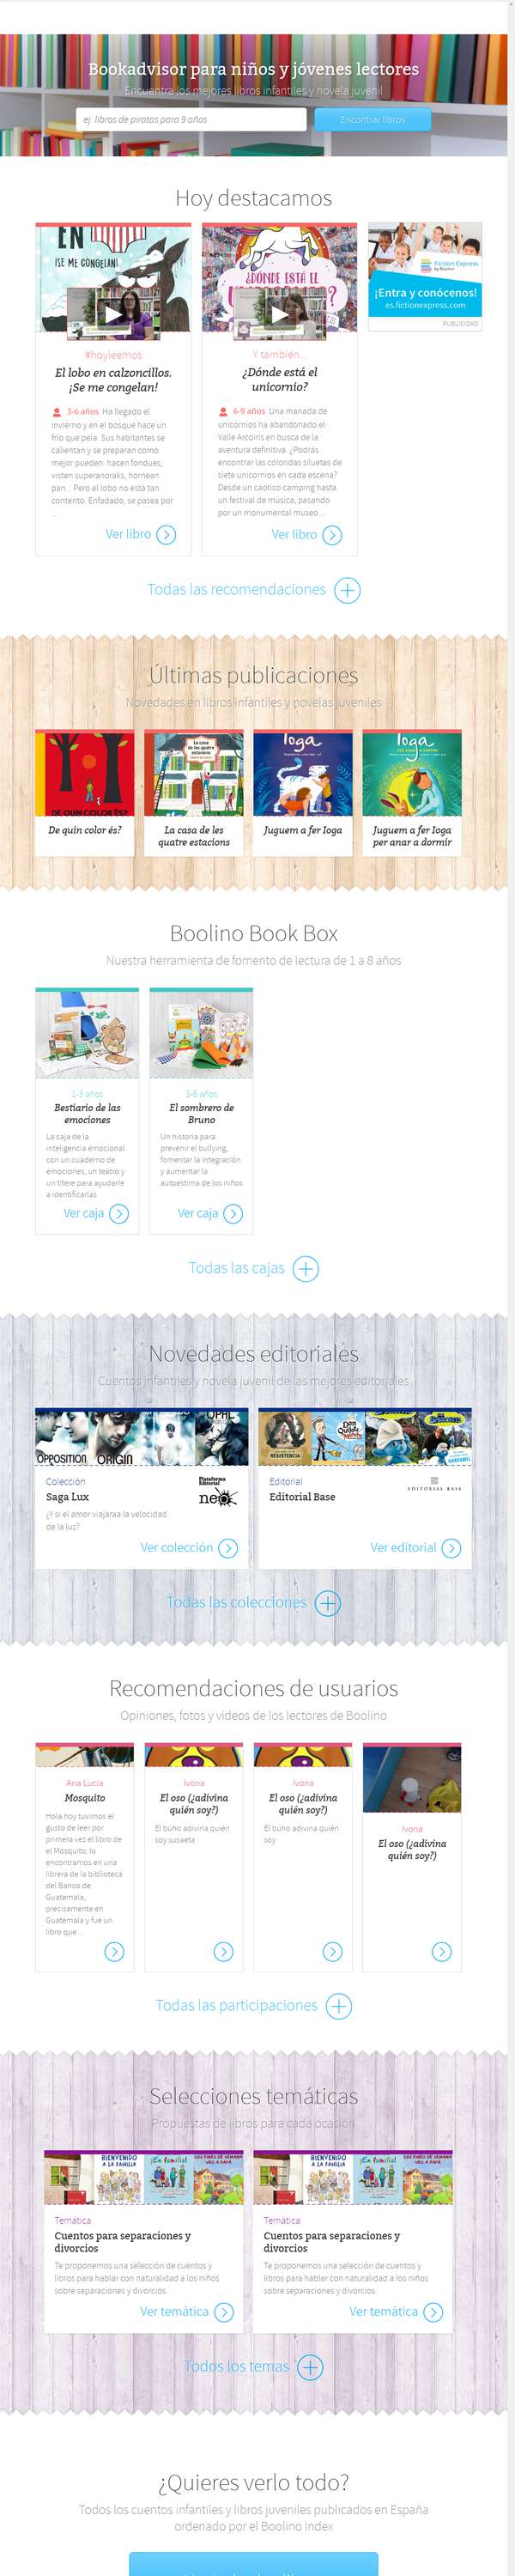 Bookadvisor para niños y jóvenes lectores
Encuentra los mejores libros infantiles y novela juvenil
ej. libros de piratas para 9 años
Encontrar libros
Hoy destacamos
EN
¡SE ME CONGELAN!
¿DÓNDE ESTÁ EL
Fiction Express
by Boolino
¡Entra y conócenos!
es.fictionexpress.com
PUBLICIDAD
#hoyleemos
El lobo en calzoncillos.
¡Se me congelan!
3-6 años Ha llegado el
invierno y en el bosque hace un
frío que pela. Sus habitantes se
calientan y se preparan como
mejor pueden: hacen fondues,
visten superanoraks, hornean
pan... Pero el lobo no está tan
contento. Enfadado, se pasea por
...
Ver libro
Y también...
¿Dónde está el
unicornio?
6-9 años Una manada de
unicornios ha abandonado el
Valle Arcoíris en busca de la
aventura definitiva. ¿Podrás
encontrar las coloridas siluetas de
siete unicornios en cada escena?
Desde un caótico camping hasta
un festival de música, pasando
por un monumental museo ...
Ver libro
Todas las recomendaciones
Últimas publicaciones
Novedades en libros infantiles y novelas juveniles
DE QUIN COLOR ÉS?
La casa
de les quatre
estacions
Ioga
Ioga
De quin color és?
La casa de les
quatre estacions
Juguem a fer Ioga
Juguem a fer Ioga
per anar a dormir
Boolino Book Box
Nuestra herramienta de fomento de lectura de 1 a 8 años
1-3 años
Bestiario de las
emociones
La caja de la
inteligencia emocional
con un cuaderno de
emociones, un teatro y
un títere para ayudarle
a identificarlas
Ver caja
3-6 años
El sombrero de
Bruno
Un historia para
prevenir el bullying,
fomentar la integración
y aumentar la
autoestima de los niños
Ver caja
Todas las cajas
Novedades editoriales
Cuentos infantiles y novela juvenil de las mejores editoriales
OPPOSITION
ORIGIN
OPAL
RESISTENCIA
Don
Quijote
Colección
Saga Lux
Plataforma
Editorial
neo
¿Y si el amor viajaraa la velocidad
de la luz?
Ver colección
Editorial
Editorial Base
EDITORIAL BASE
Ver editorial
Todas las colecciones
Recomendaciones de usuarios
Opiniones, fotos y vídeos de los lectores de Boolino
Ana Lucía
Mosquito
Hola hoy tuvimos el
gusto de leer por
primera vez el libro de
el Mosquito, lo
encontramos en una
librera de la biblioteca
del Banco de
Guatemala,
precisamente en
Guatemala y fue un
libro que ...
Ivona
El oso (¿adivina
quién soy?)
El búho adivina quién
soy susaeta
Ivona
El oso (¿adivina
quién soy?)
El búho adivina quién
soy
Ivona
El oso (¿adivina
quién soy?)
Todas las participaciones
Selecciones temáticas
Propuestas de libros para cada ocasión
BIENVENIDO
A LA FAMILIA
¡En familia!
LOS FINES DE SEMANA
VEO A PAPÁ
BIENVENIDO
A LA FAMILIA
¡En familia!
LOS FINES DE SEMANA
VEO A PAPÁ
Temática
Cuentos para separaciones y
divorcios
Te proponemos una selección de cuentos y
libros para hablar con naturalidad a los niños
sobre separaciones y divorcios.
Ver temática
Temática
Cuentos para separaciones y
divorcios
Te proponemos una selección de cuentos y
libros para hablar con naturalidad a los niños
sobre separaciones y divorcios.
Ver temática
Todos los temas
¿Quieres verlo todo?
Todos los cuentos infantiles y libros juveniles publicados en España
ordenado por el Boolino Index